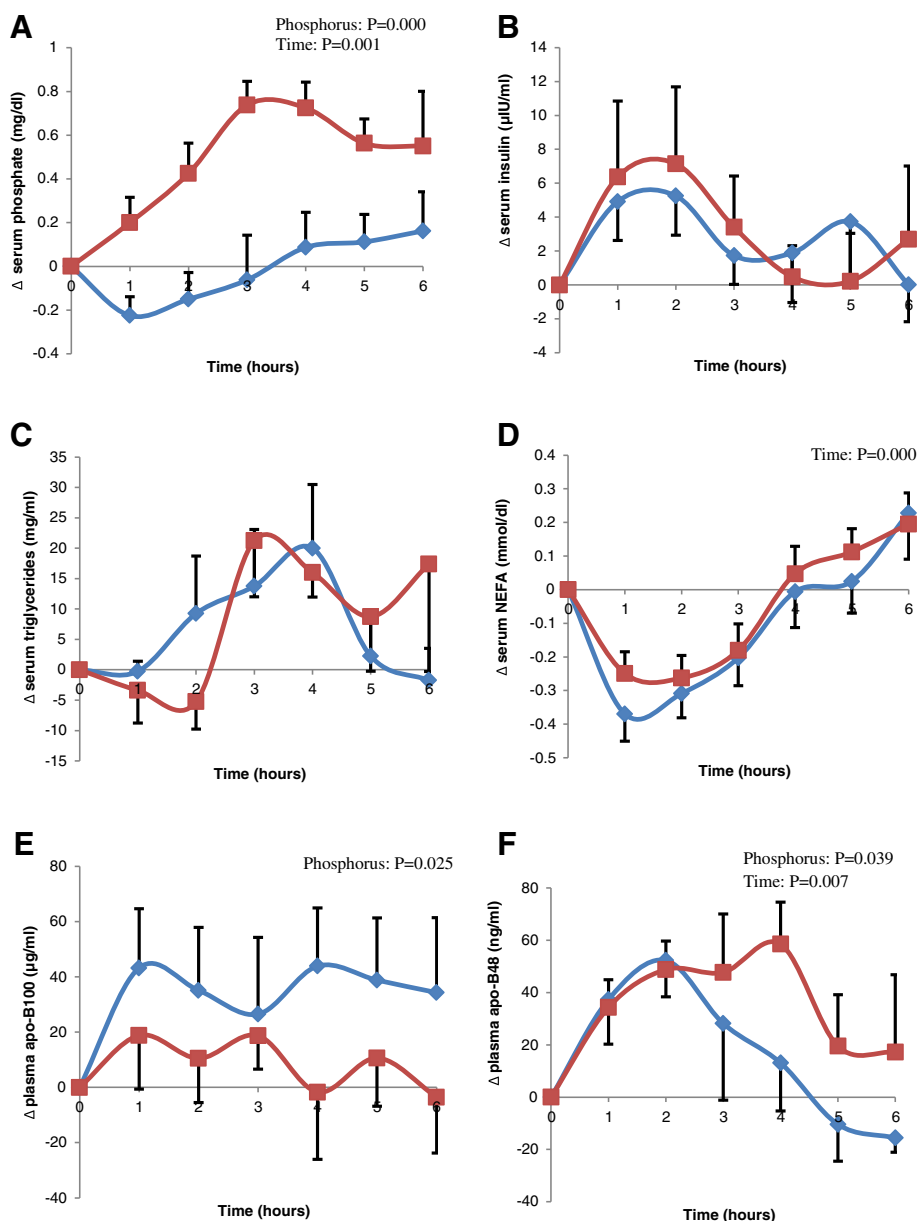 A
Phosphorus: P=0.000
Time: P=0.001
Δ serum phosphate (mg/dl)
1
0.8
0.6
0.4
0.2
0
-0.2
-0.4
0 1 2 3 4 5 6
Time (hours)
B
Δ serum insulin (µIU/ml)
14
12
10
8
6
4
2
0
-2
-4
0 1 2 3 4 5 6
Time (hours)
C
Δ serum triglycerides (mg/ml)
35
30
25
20
15
10
5
0
-5
-10
-15
0 1 2 3 4 5 6
Time (hours)
D
Time: P=0.000
Δ serum NEFA (mmol/dl)
0.4
0.3
0.2
0.1
0
-0.1
-0.2
-0.3
-0.4
-0.5
0 1 2 3 4 5 6
Time (hours)
E
Phosphorus: P=0.025
Δ plasma apo-B100 (µg/ml)
80
60
40
20
0
-20
-40
0 1 2 3 4 5 6
Time (hours)
F
Phosphorus: P=0.039
Time: P=0.007
Δ plasma apo-B48 (ng/ml)
80
60
40
20
0
-20
-40
0 1 2 3 4 5 6
Time (hours)